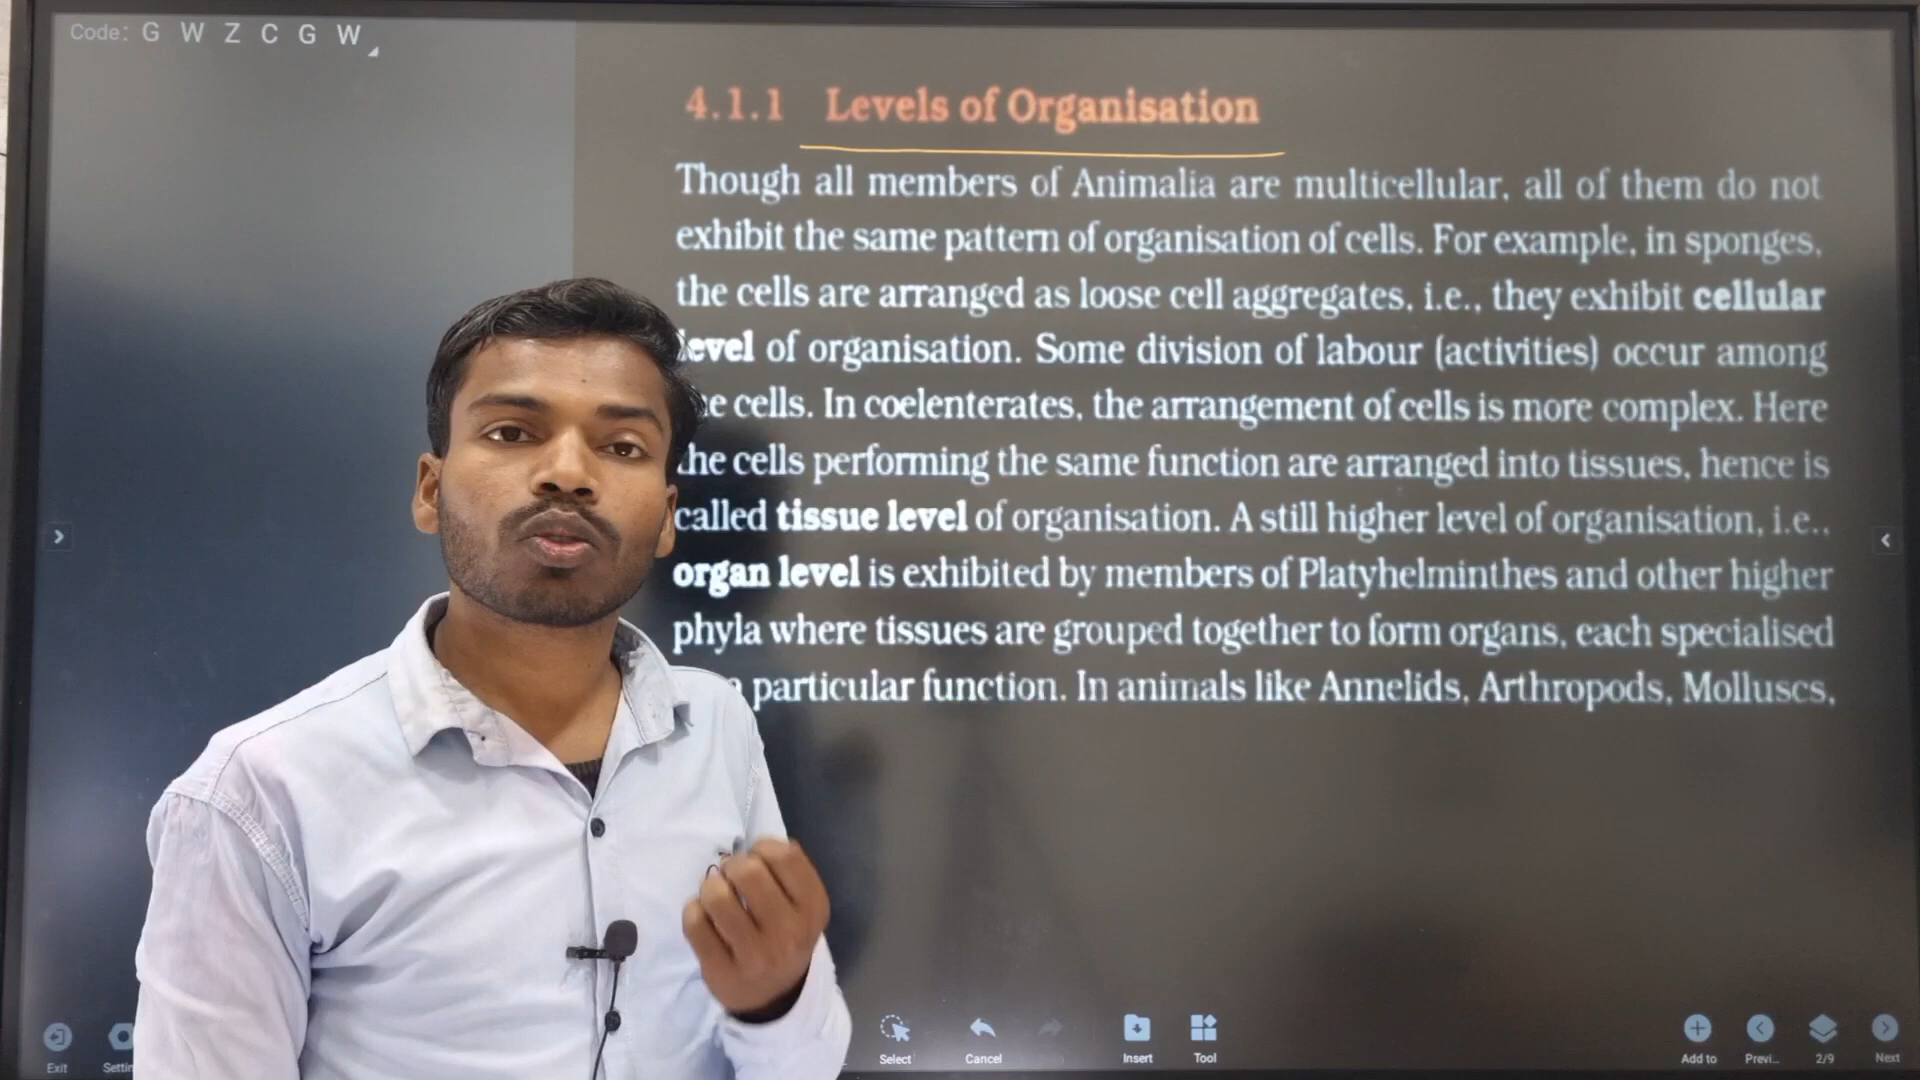 Code: G W Z C G W
4.1.1 Levels of Organisation
Though all members of Animalia are multicellular, all of them do not
exhibit the same pattern of organisation of cells. For example, in sponges,
the cells are arranged as loose cell aggregates, i.e., they exhibit cellular
level of organisation. Some division of labour (activities) occur among
cells. In coelenterates, the arrangement of cells is more complex. Here
the cells performing the same function are arranged into tissues, hence is
called tissue level of organisation. A still higher level of organisation, i.e.,
organ level is exhibited by members of Platyhelminthes and other higher
phyla where tissues are grouped together to form organs, each specialised
particular function. In animals like Annelids, Arthropods, Molluscs,
Exit Settin Select Cancel Insert Tool Add to Previ... 2/9 Next